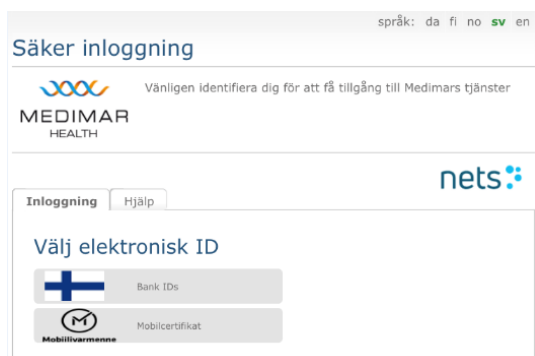 språk: da fi no sv en
Säker inloggning
Vänligen identifiera dig för att få tillgång till Medimars tjänster
MEDIMAR
HEALTH
nets
Inloggning Hjälp
Välj elektronisk ID
Bank IDs
Mobilcertifikat
Mobiilivarmenne